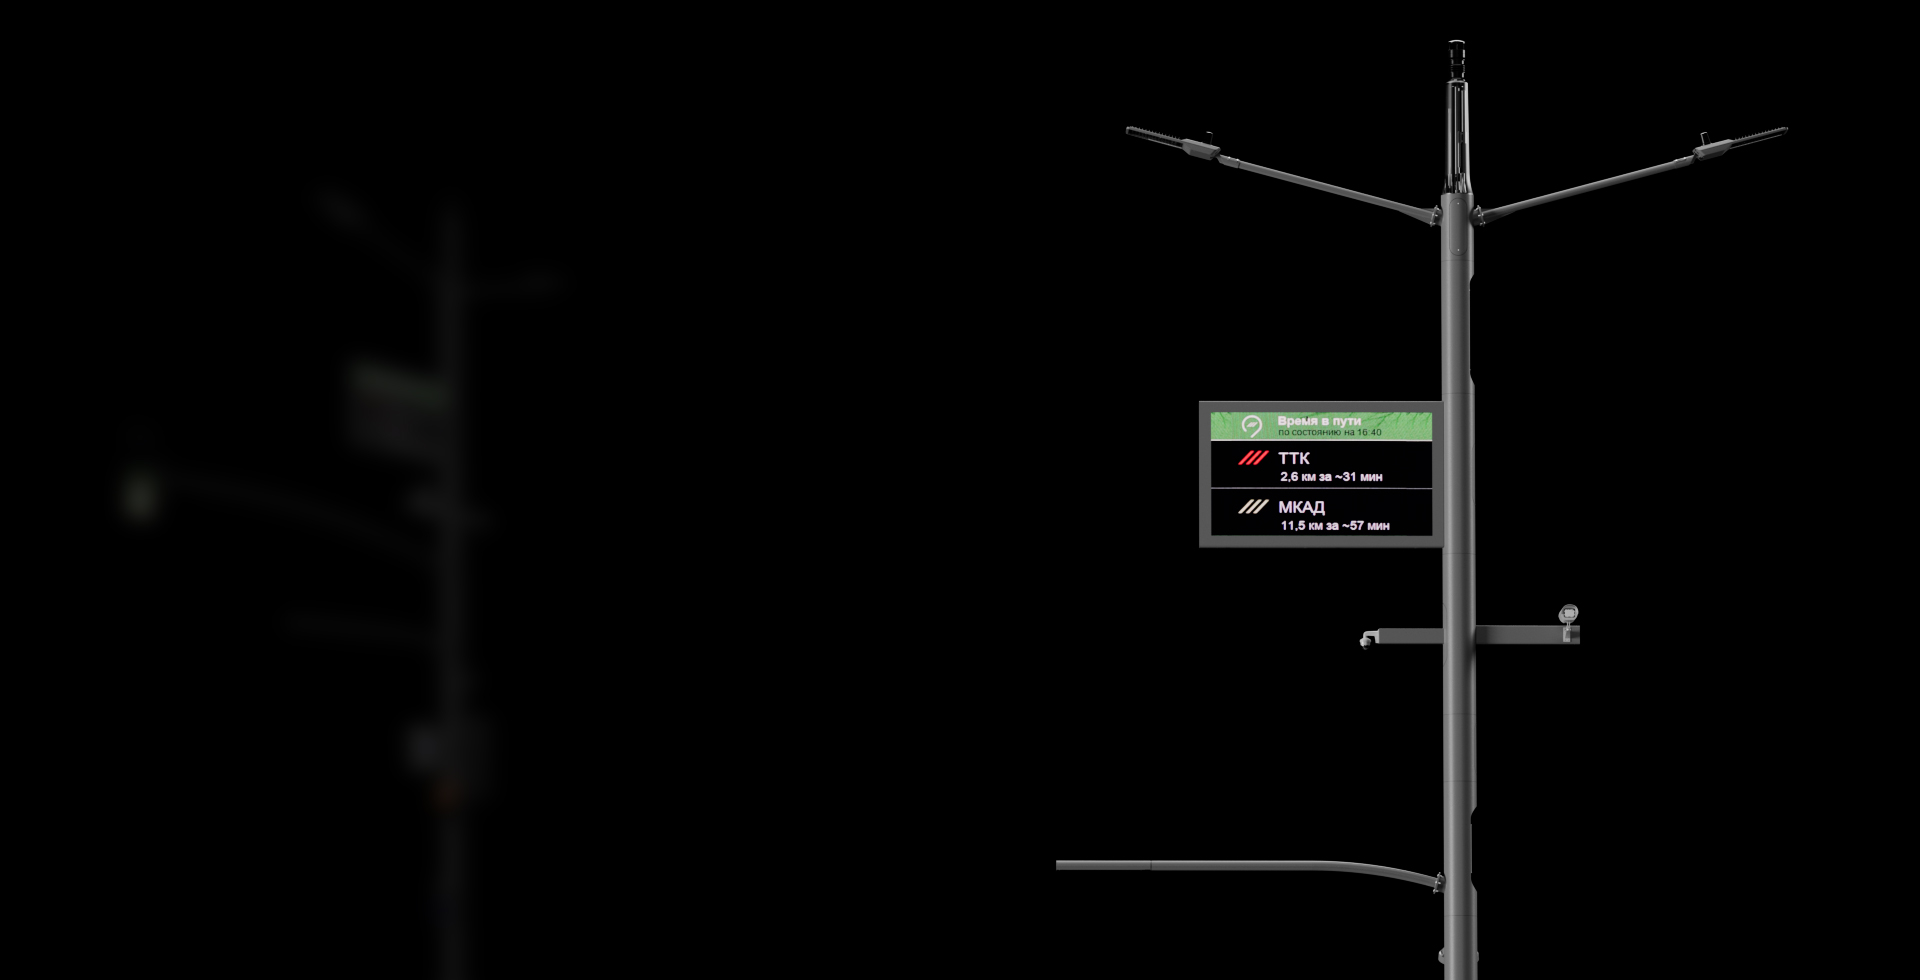 Время в пути
по состоянию на 16:40
ТТК
2,6 км за ~31 мин
МКАД
11,5 км за ~57 мин